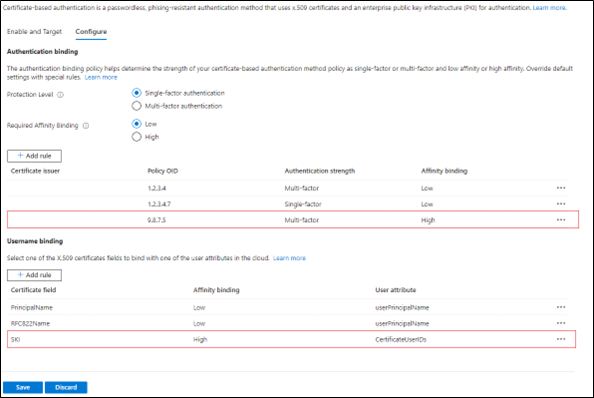 Certificate-based authentication is a passwordless, phising-resistant authentication method that uses x.509 certificates and an enterprise public key infrastructure (PKI) for authentication. Learn more.
Enable and Target Configure
Authentication binding
The authentication binding policy helps determine the strength of your certificate-based authentication method policy as single-factor or multi-factor and low affinity or high affinity. Override default
settings with special rules. Learn more
Protection Level Single-factor authentication
Multi-factor authentication
Required Affinity Binding Low
High
+ Add rule
Certificate issuer Policy OID Authentication strength Affinity binding
1.2.3.4 Multi-factor Low ...
1.2.3.4.7 Single-factor Low ...
9.8.7.5 Multi-factor High ...
Username binding
Select one of the X.509 certificates fields to bind with one of the user attributes in the cloud. Learn more
+ Add rule
Certificate field Affinity binding User attribute
PrincipalName Low userPrincipalName ...
RFC822Name Low userPrincipalName ...
SKI High CertificateUserIDs ...
Save Discard